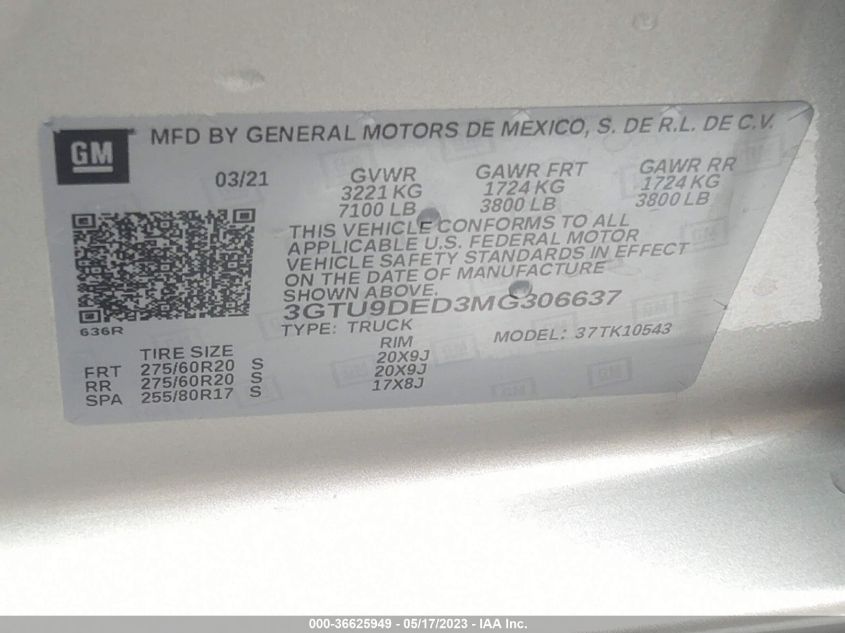 GM
MFD BY GENERAL MOTORS DE MEXICO, S. DE R.L. DE C.V.
03/21 GVWR GAWR FRT GAWR RR
3221 KG 1724 KG 1724 KG
7100 LB 3800 LB 3800 LB
THIS VEHICLE CONFORMS TO ALL
APPLICABLE U.S. FEDERAL MOTOR
VEHICLE SAFETY STANDARDS IN EFFECT
ON THE DATE OF MANUFACTURE
SHOWN ABOVE.
3GTU9DED3MG306637
636R
TYPE: TRUCK MODEL: 37TK10543
TIRE SIZE RIM
FRT 275/60R20 S 20X9J
RR 275/60R20 S 20X9J
SPA 255/80R17 S 17X8J
000-36625949 - 05/17/2023 - IAA Inc.